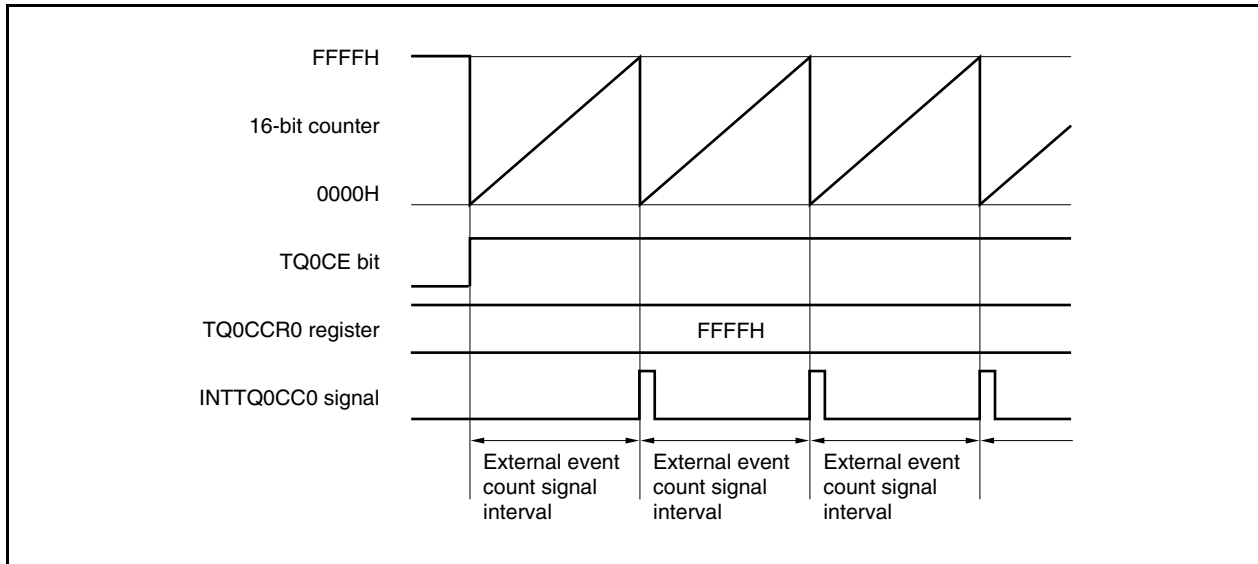 FFFFH
16-bit counter
0000H
TQ0CE bit
TQ0CCR0 register
FFFFH
INTTQ0CC0 signal
External event
count signal
interval
External event
count signal
interval
External event
count signal
interval